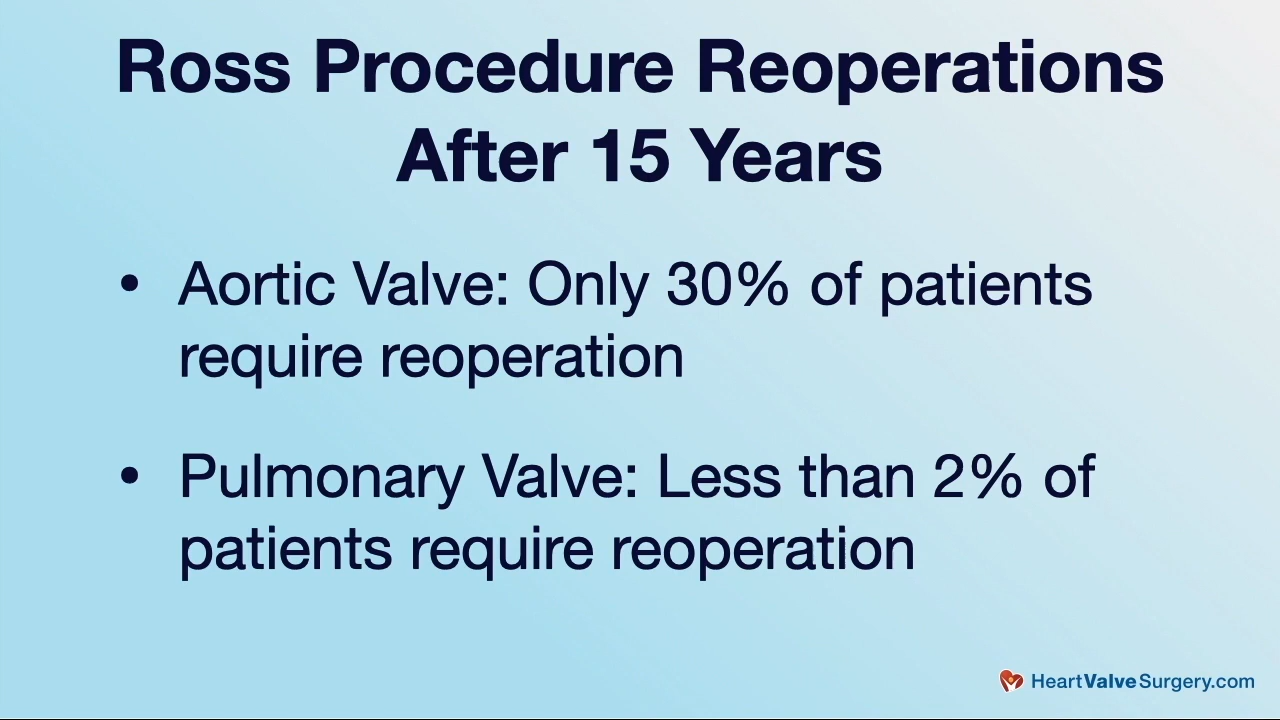 Ross Procedure Reoperations
After 15 Years
• Aortic Valve: Only 30% of patients
require reoperation
• Pulmonary Valve: Less than 2% of
patients require reoperation
HeartValveSurgery.com